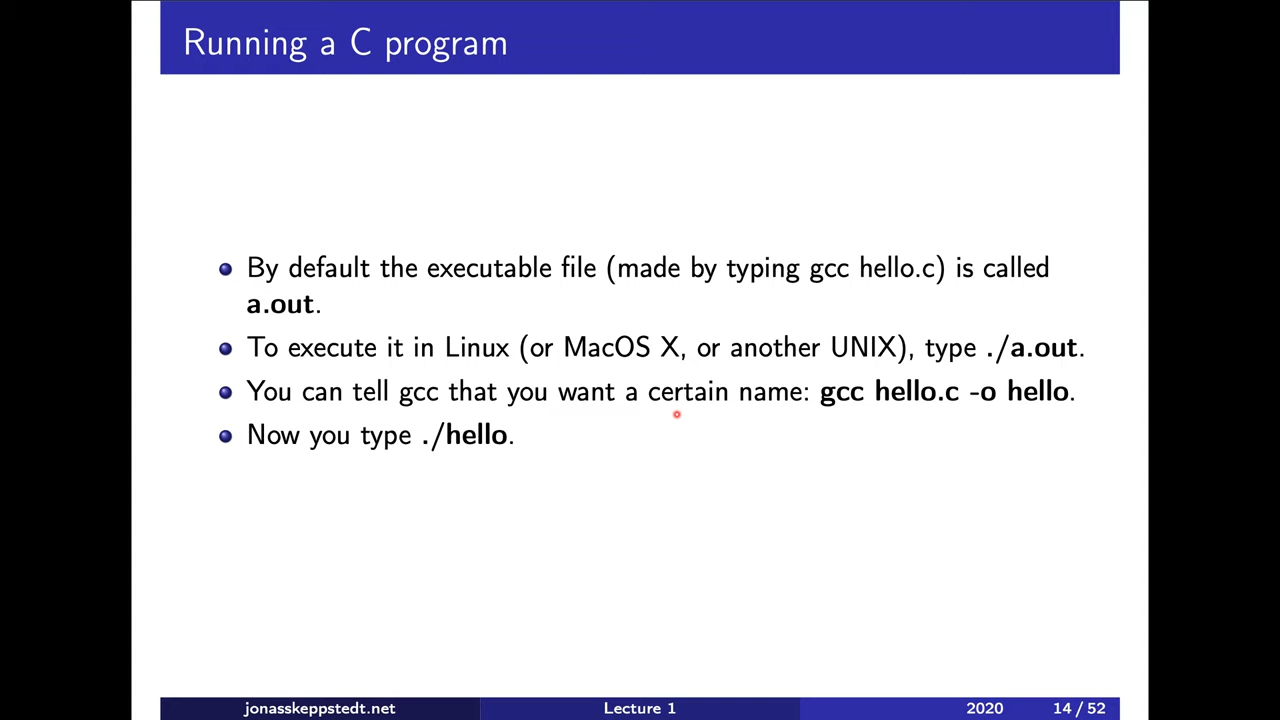 Running a C program
By default the executable file (made by typing gcc hello.c) is called
a.out.
To execute it in Linux (or MacOS X, or another UNIX), type ./a.out.
You can tell gcc that you want a certain name: gcc hello.c -o hello.
Now you type ./hello.
jonasskeppstedt.net Lecture 1 2020 14 / 52